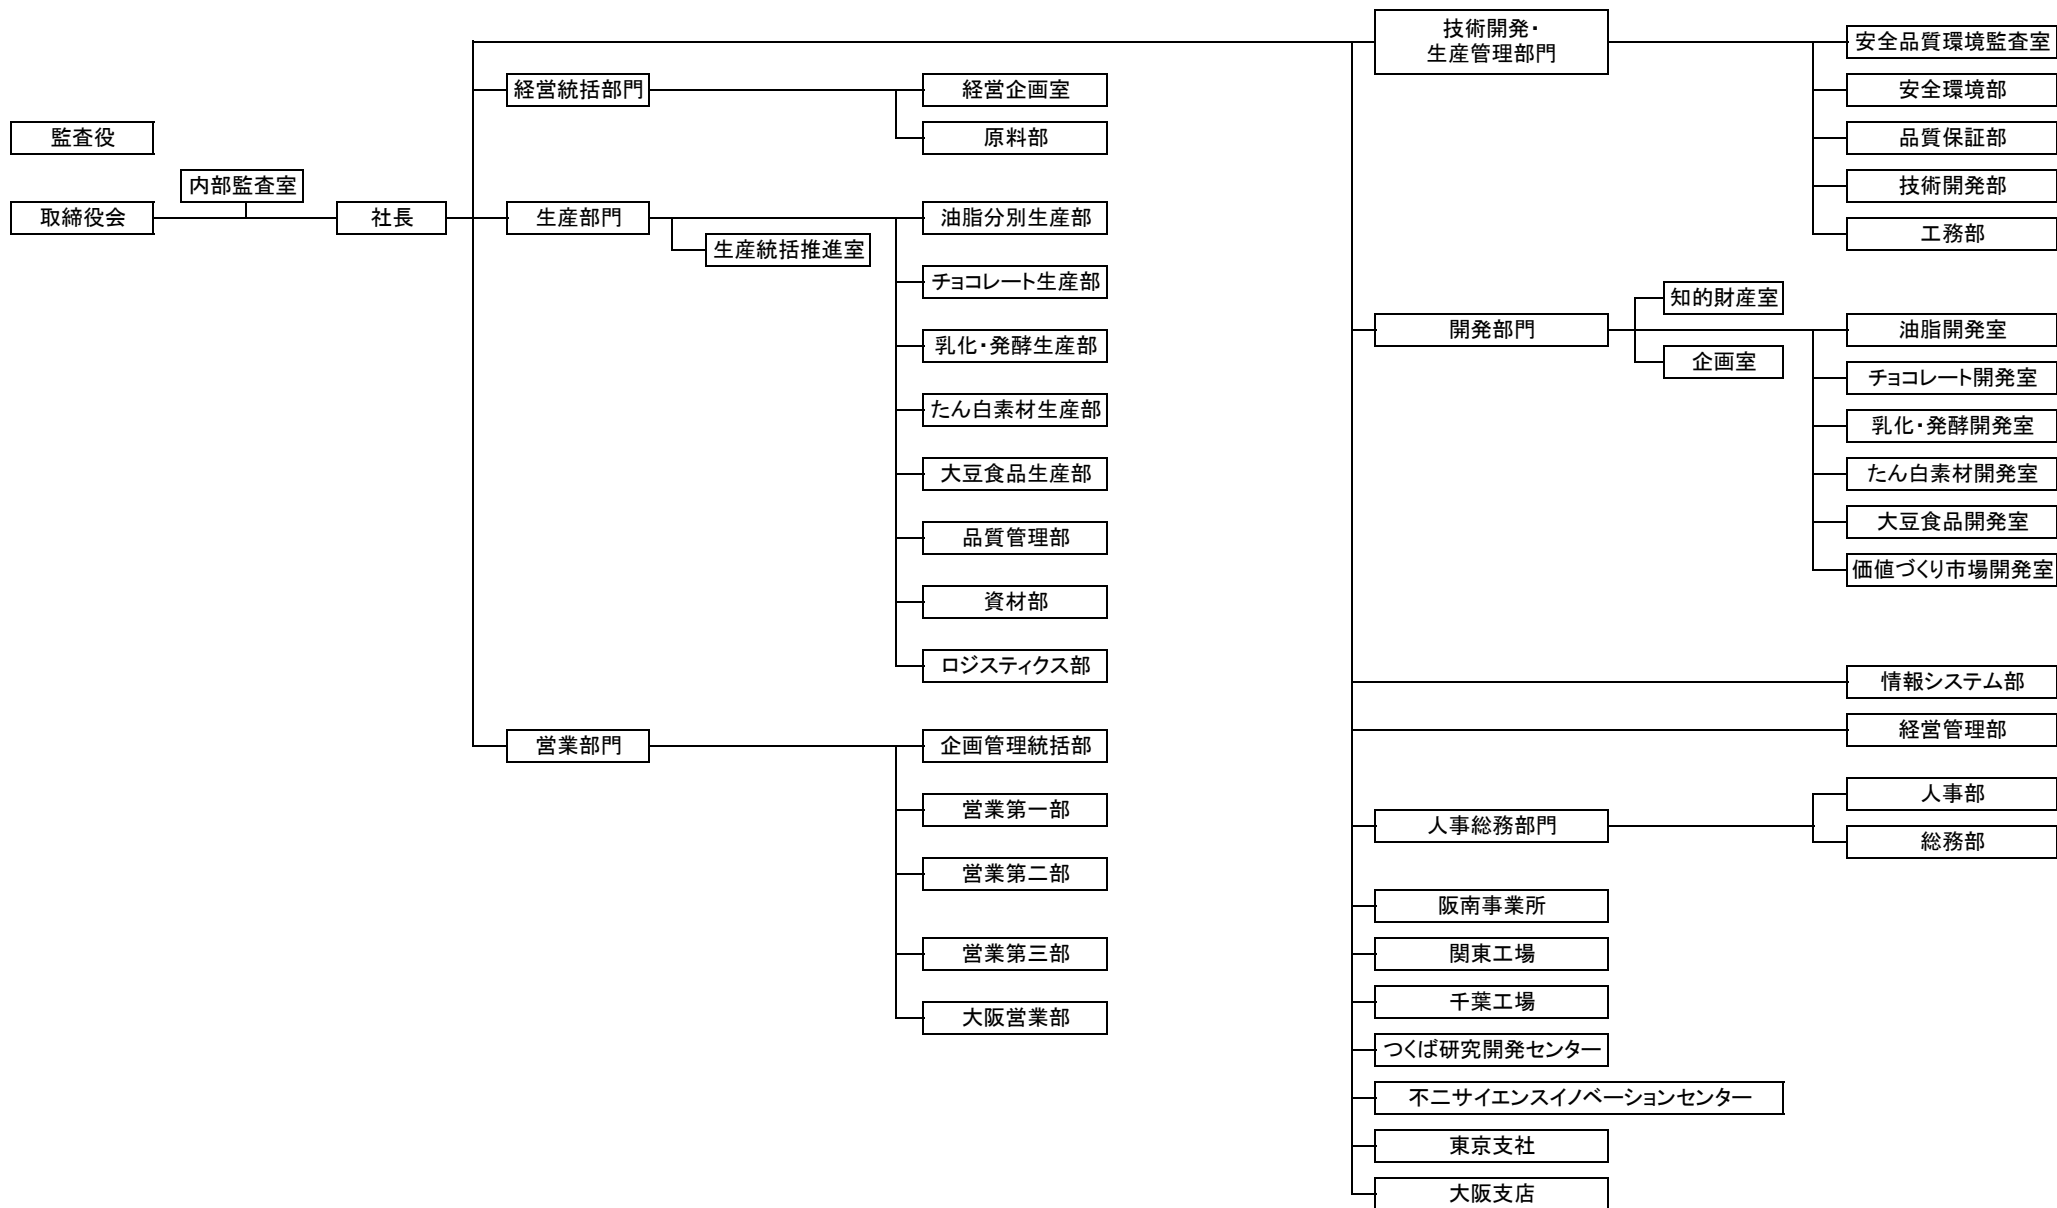 監査役
取締役会
内部監査室
社長
経営統括部門
経営企画室
原料部
生産部門
生産統括推進室
油脂分別生産部
チョコレート生産部
乳化・発酵生産部
たん白素材生産部
大豆食品生産部
品質管理部
資材部
ロジスティクス部
営業部門
企画管理統括部
営業第一部
営業第二部
営業第三部
大阪営業部
技術開発・
生産管理部門
安全品質環境監査室
安全環境部
品質保証部
技術開発部
工務部
開発部門
知的財産室
企画室
油脂開発室
チョコレート開発室
乳化・発酵開発室
たん白素材開発室
大豆食品開発室
価値づくり市場開発室
情報システム部
経営管理部
人事総務部門
人事部
総務部
阪南事業所
関東工場
千葉工場
つくば研究開発センター
不二サイエンスイノベーションセンター
東京支社
大阪支店